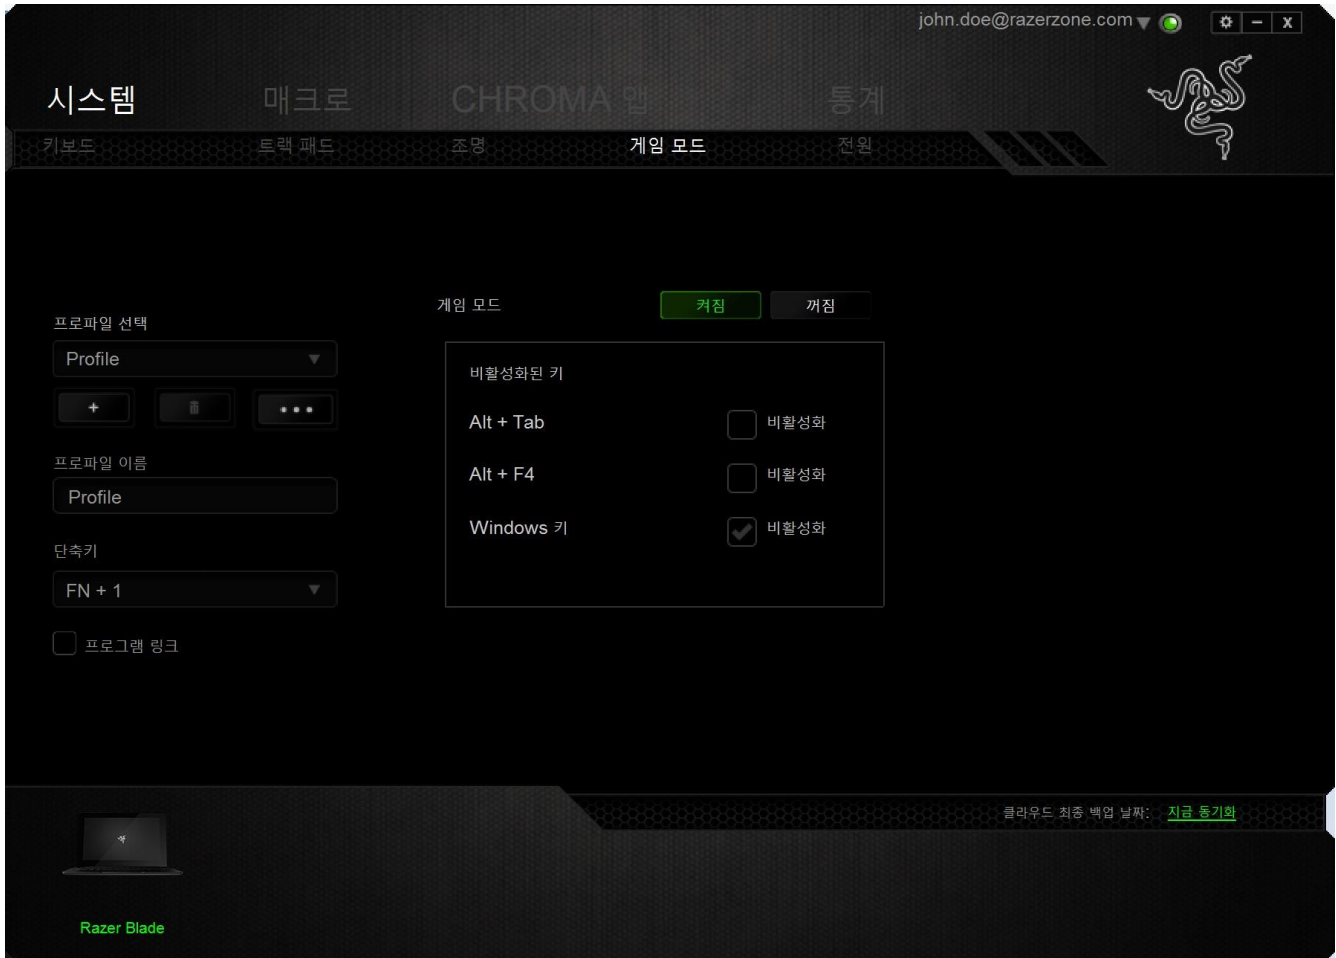 john.doe@razerzone.com
시스템 매크로 CHROMA 앱 통계
키보드 트랙 패드 조명 게임 모드 전원
게임 모드 켜짐 꺼짐
프로파일 선택
Profile
프로파일 이름
Profile
단축키
FN + 1
프로그램 링크
비활성화된 키
Alt + Tab 비활성화
Alt + F4 비활성화
Windows 키 비활성화
클라우드 최종 백업 날짜: 지금 동기화
Razer Blade